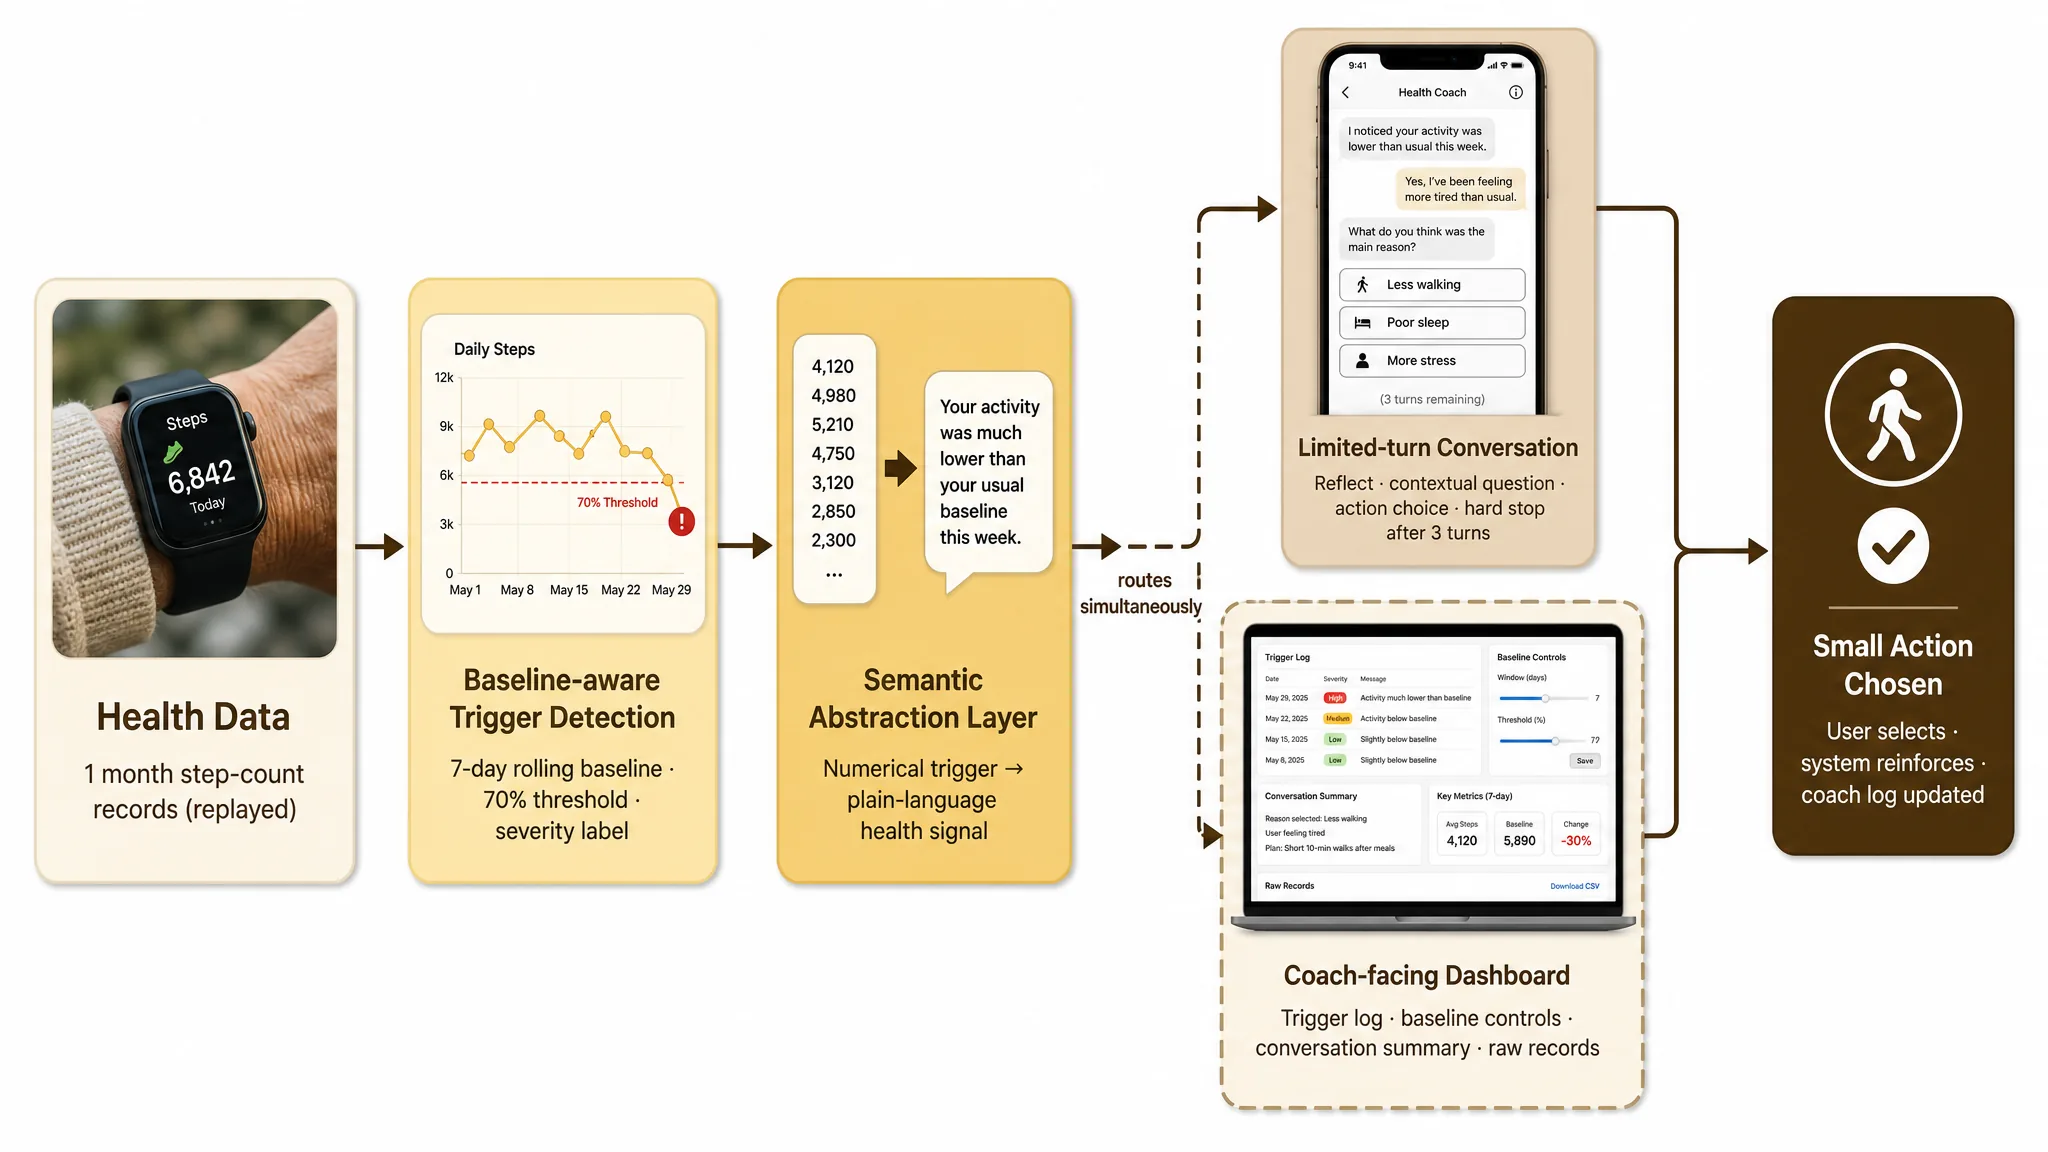 Steps
6,842
Today
Health Data
1 month step-count
records (replayed)
Daily Steps
12k
9k
6k
3k
0
70% Threshold
!
May 1
May 8
May 15
May 22
May 29
Baseline-aware
Trigger Detection
7-day rolling baseline ·
70% threshold ·
severity label
4,120
4,980
5,210
4,750
3,120
2,850
2,300
...
Your activity
was much
lower than
your usual
baseline
this week.
Semantic
Abstraction Layer
Numerical trigger →
plain-language
health signal
routes
simultaneously
9:41
Health Coach
I noticed your activity was
lower than usual this week.
Yes, I've been feeling
more tired than usual.
What do you think was the
main reason?
Less walking
Poor sleep
More stress
(3 turns remaining)
Limited-turn Conversation
Reflect · contextual question ·
action choice · hard stop
after 3 turns
Trigger Log
Date Severity Message
May 29, 2025 High Activity much lower than baseline
May 22, 2025 Medium Activity below baseline
May 15, 2025 Low Slightly below baseline
May 8, 2025 Low Slightly below baseline
Baseline Controls
Window (days)
7
Threshold (%)
Save
Conversation Summary
Reason selected: Less walking
User feeling tired
Plan: Short 10-min walks after meals
Key Metrics (7-day)
Avg Steps
4,120
Baseline
5,890
Change
-30%
Raw Records
Download CSV
Coach-facing Dashboard
Trigger log · baseline controls ·
conversation summary · raw records
Small Action
Chosen
User selects ·
system reinforces ·
coach log updated